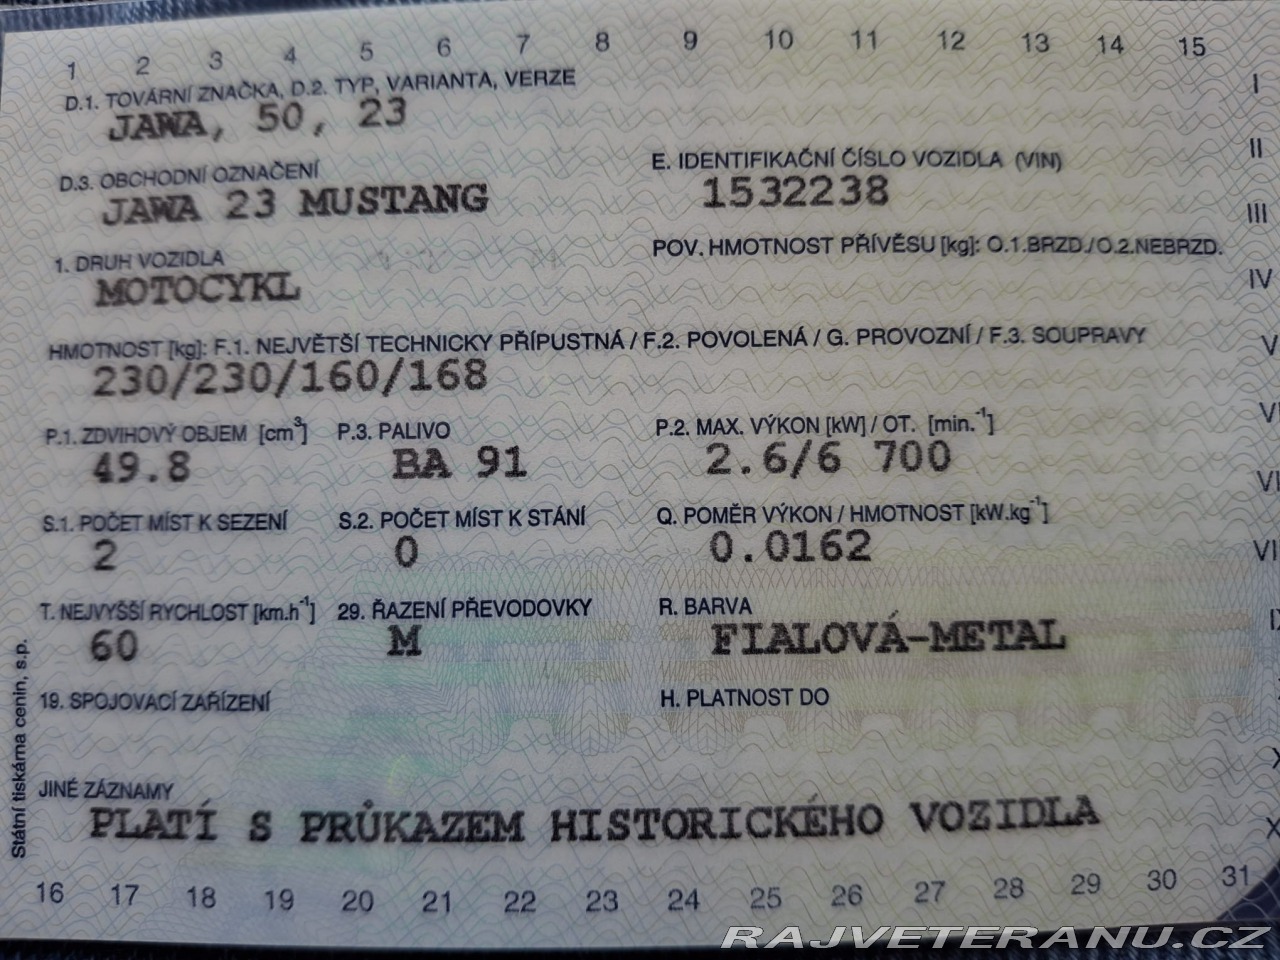 1 2 3 4 5 6 7 8 9 10 11 12 13 14 15
D.1. TOVÁRNÍ ZNAČKA, D.2. TYP, VARIANTA, VERZE
I
JAWA, 50, 23
D.3. OBCHODNÍ OZNAČENÍ
E. IDENTIFIKAČNÍ ČÍSLO VOZIDLA (VIN)
II
JAWA 23 MUSTANG
1532238
III
1. DRUH VOZIDLA
POV. HMOTNOST PŘÍVĚSU [kg]: O.1.BRZD./O.2.NEBRZD.
MOTOCYKL
IV
HMOTNOST [kg]: F.1. NEJVĚTŠÍ TECHNICKY PŘÍPUSTNÁ / F.2. POVOLENÁ / G. PROVOZNÍ / F.3. SOUPRAVY
V
230/230/160/168
P.1. ZDVIHOVÝ OBJEM [cm³] P.3. PALIVO P.2. MAX. VÝKON [kW] / OT. [min.⁻¹]
49.8 BA 91 2.6/6 700
S.1. POČET MÍST K SEZENÍ S.2. POČET MÍST K STÁNÍ Q. POMĚR VÝKON / HMOTNOST [kW.kg⁻¹]
2 0 0.0162
T. NEJVYŠŠÍ RYCHLOST [km.h⁻¹] 29. ŘAZENÍ PŘEVODOVKY R. BARVA
60 M FIALOVÁ-METAL
19. SPOJOVACÍ ZAŘÍZENÍ H. PLATNOST DO
JINÉ ZÁZNAMY
PLATÍ S PRŮKAZEM HISTORICKÉHO VOZIDLA
Státní tiskárna cenin, s.p.
16 17 18 19 20 21 22 23 24 25 26 27 28 29 30 31
RAJVETERANU.CZ